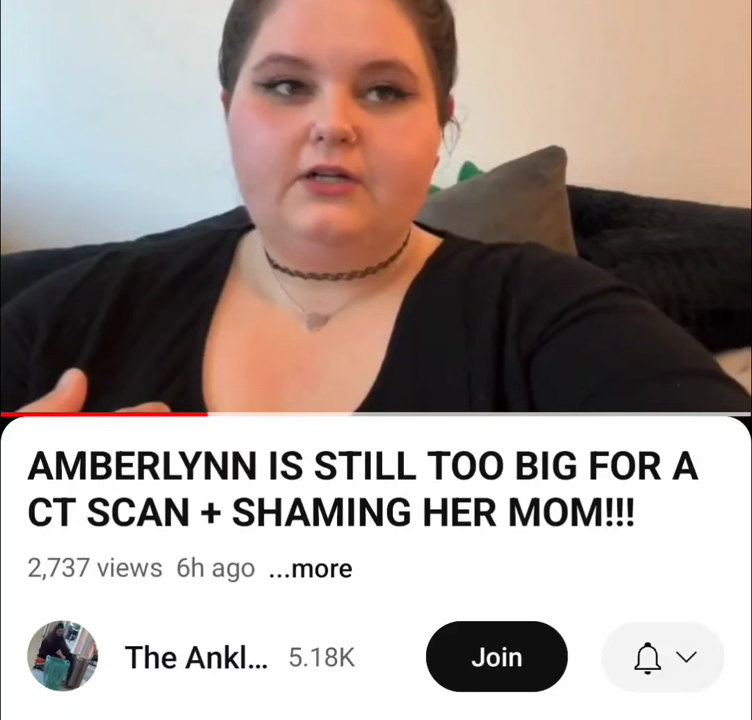 AMBERLYNN IS STILL TOO BIG FOR A
CT SCAN + SHAMING HER MOM!!!
2,737 views 6h ago ...more
The Ankl... 5.18K
Join